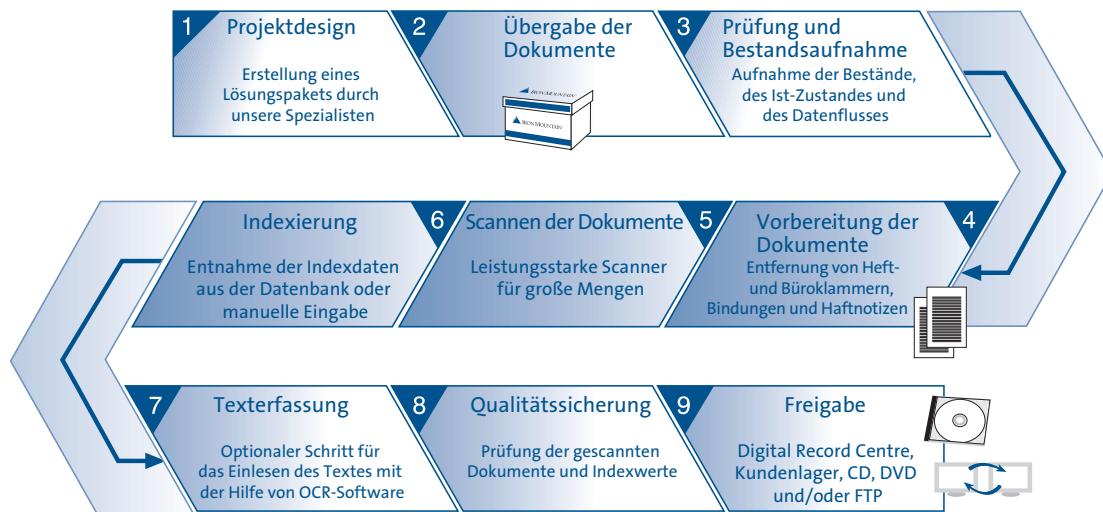 1 Projektdesign
Erstellung eines
Lösungspakets durch
unsere Spezialisten
2 Übergabe der
Dokumente
IRON MOUNTAIN
IRON MOUNTAIN
3 Prüfung und
Bestandsaufnahme
Aufnahme der Bestände,
des Ist-Zustandes und
des Datenflusses
Vorbereitung der 4
Dokumente
Entfernung von Heft-
und Büroklammern,
Bindungen und Haftnotizen
Scannen der Dokumente 5
Leistungsstarke Scanner
für große Mengen
Indexierung 6
Entnahme der Indexdaten
aus der Datenbank oder
manuelle Eingabe
7 Texterfassung
Optionaler Schritt für
das Einlesen des Textes mit
der Hilfe von OCR-Software
8 Qualitätssicherung
Prüfung der gescannten
Dokumente und Indexwerte
9 Freigabe
Digital Record Centre,
Kundenlager, CD, DVD
und/oder FTP